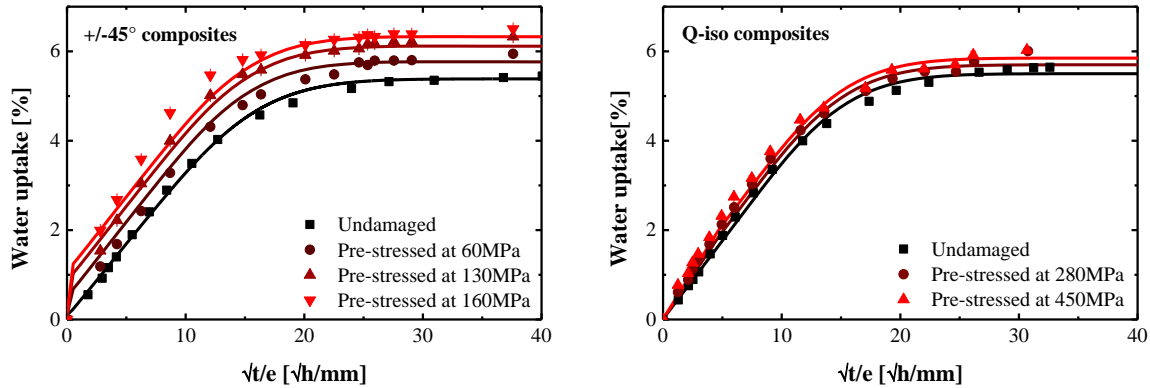 +/-45° composites
Water uptake [%]
6
4
2
0
0 10 20 30 40
√t/e [√h/mm]
Undamaged
Pre-stressed at 60MPa
Pre-stressed at 130MPa
Pre-stressed at 160MPa
Q-iso composites
Water uptake[%]
6
4
2
0
0 10 20 30 40
√t/e [√h/mm]
Undamaged
Pre-stressed at 280MPa
Pre-stressed at 450MPa